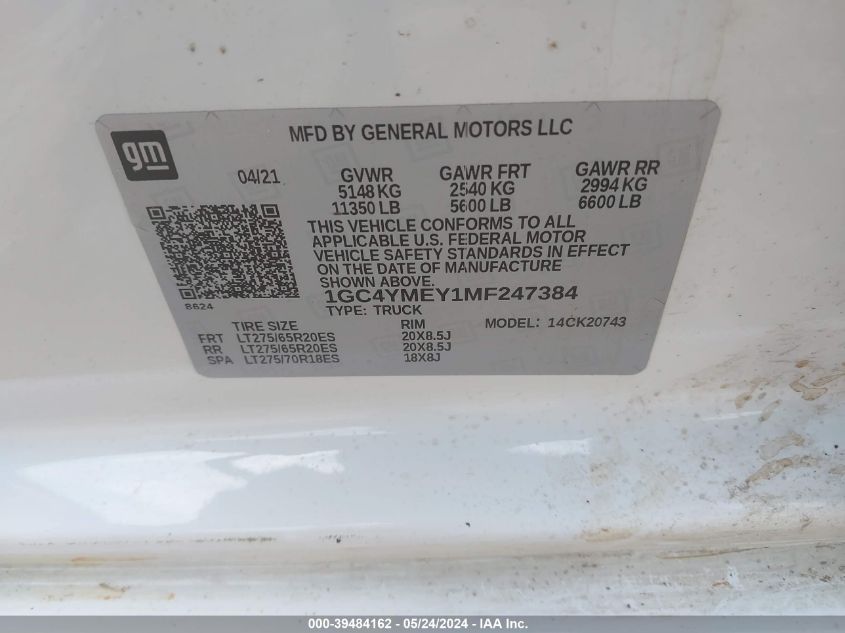 gm
MFD BY GENERAL MOTORS LLC
04/21 GVWR GAWR FRT GAWR RR
5148 KG 2540 KG 2994 KG
11350 LB 5600 LB 6600 LB
THIS VEHICLE CONFORMS TO ALL
APPLICABLE U.S. FEDERAL MOTOR
VEHICLE SAFETY STANDARDS IN EFFECT
ON THE DATE OF MANUFACTURE
SHOWN ABOVE.
8624
1GC4YMEY1MF247384
TYPE: TRUCK MODEL: 14CK20743
TIRE SIZE RIM
FRT LT275/65R20ES 20X8.5J
RR LT275/65R20ES 20X8.5J
SPA LT275/70R18ES 18X8J
000-39484162 - 05/24/2024 - IAA Inc.